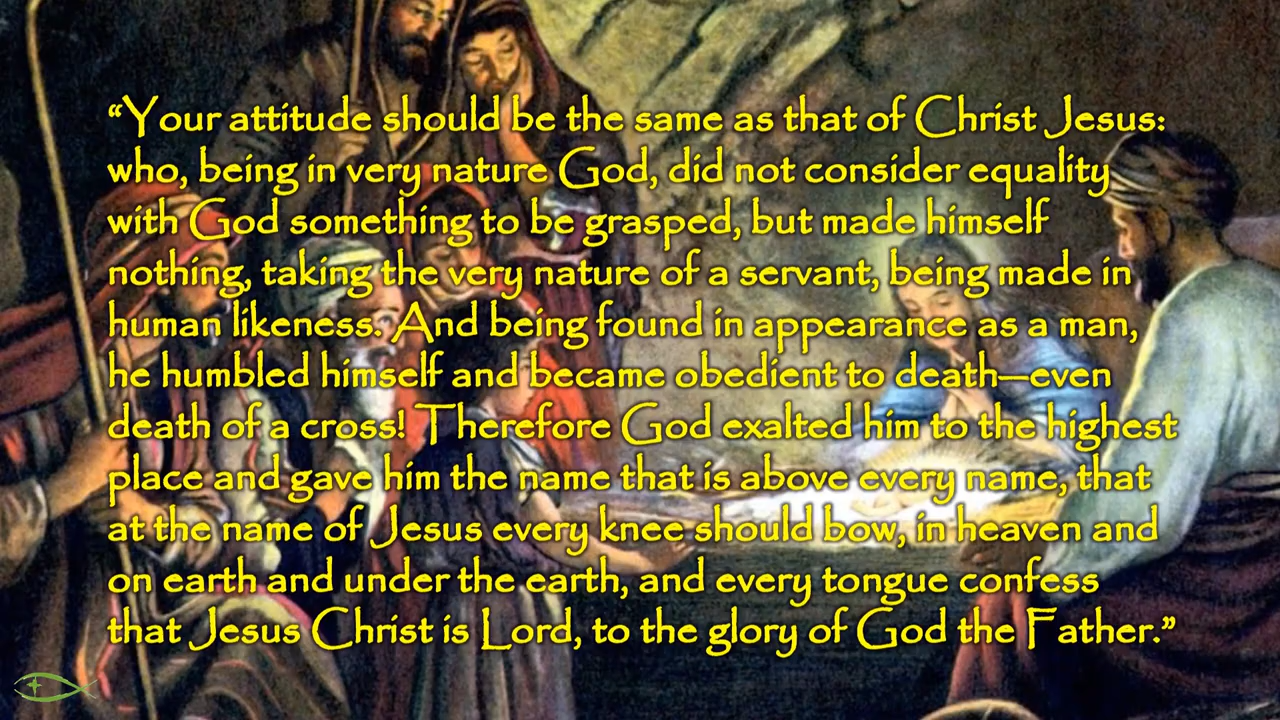 “Your attitude should be the same as that of Christ Jesus:
who, being in very nature God, did not consider equality
with God something to be grasped, but made himself
nothing, taking the very nature of a servant, being made in
human likeness. And being found in appearance as a man,
he humbled himself and became obedient to death—even
death of a cross! Therefore God exalted him to the highest
place and gave him the name that is above every name, that
at the name of Jesus every knee should bow, in heaven and
on earth and under the earth, and every tongue confess
that Jesus Christ is Lord, to the glory of God the Father.”